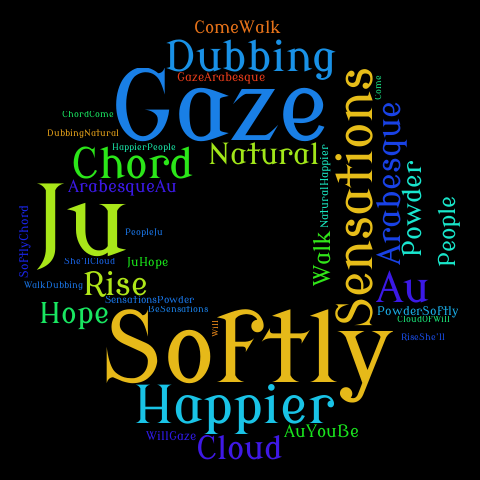 ComeWalk
Dubbing
GazeArabesque
Gaze
Come
Sensations
ChordCome
Arabesque
DubbingNatural
HappierPeople
Natural
NaturalHappier
Chord
Powder
ArabesqueAu
People
Ju
SoftlyChord
PeopleJu
Walk
She'llCloud
JuHope
Au
WalkDubbing
Rise
SensationsPowder
BeSensations
Hope
PowderSoftly
CloudOfWill
Will
Softly
RiseShe'll
Happier
AuYouBe
WillGaze
Cloud